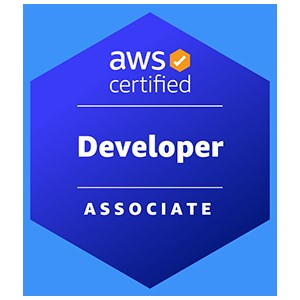 aws
certified
Developer
ASSOCIATE